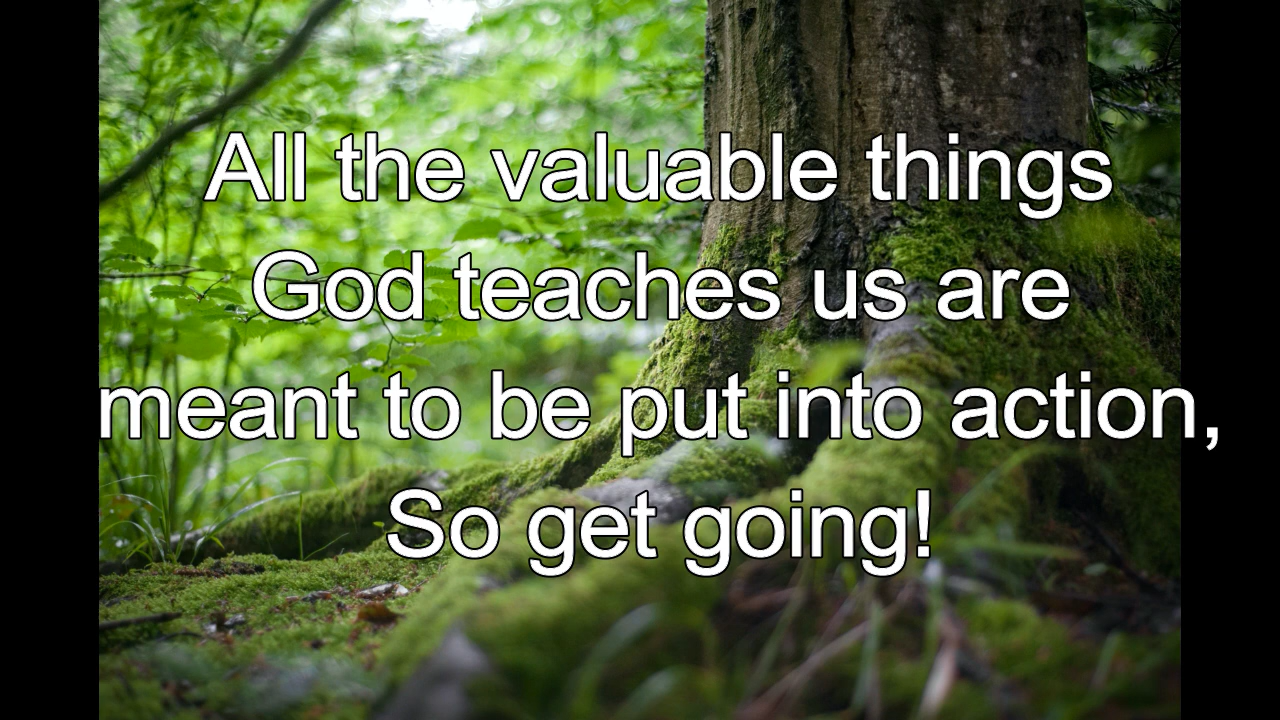 All the valuable things
God teaches us are
meant to be put into action,
So get going!